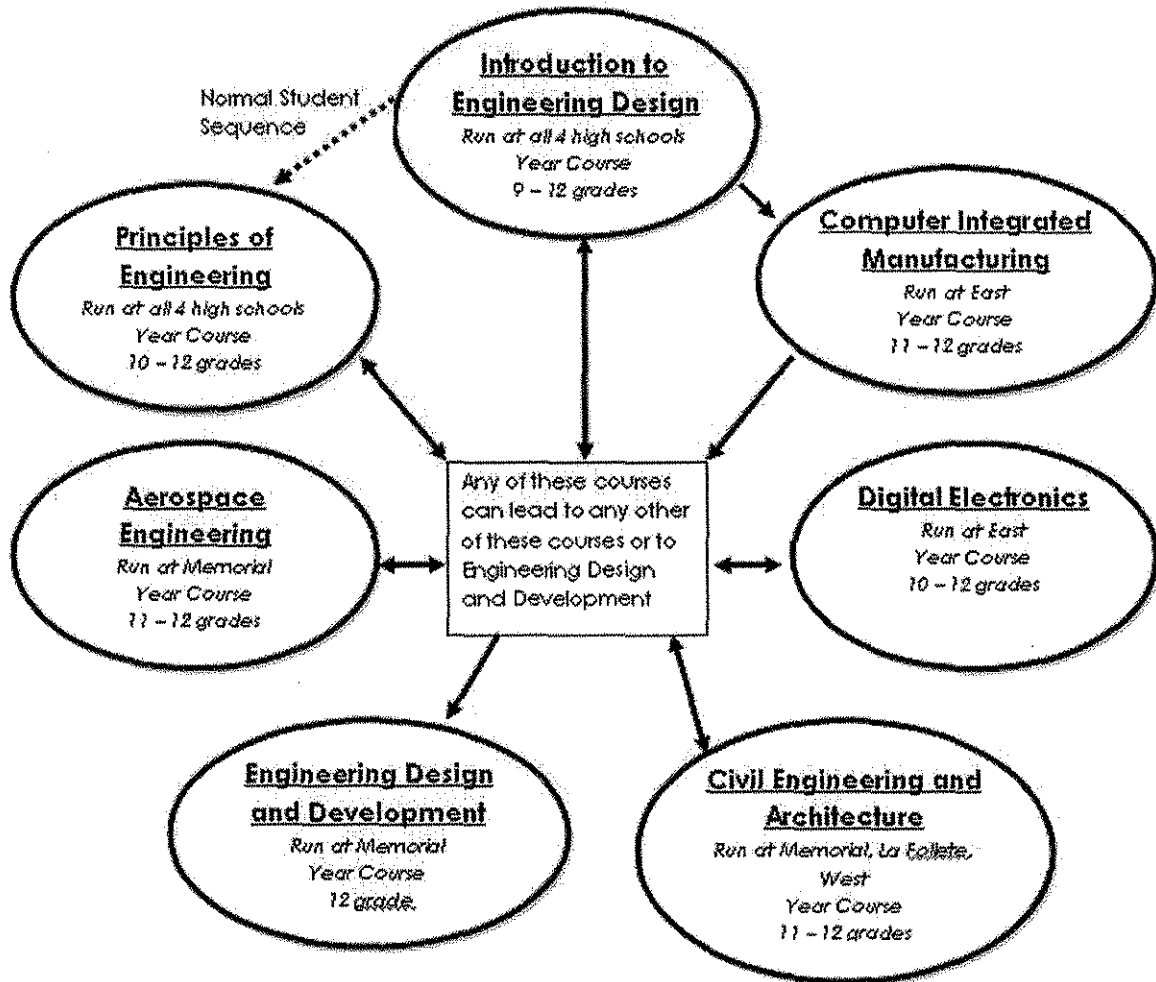 Introduction to
Engineering Design
Run at all 4 high schools
Year Course
9 – 12 grades
Normal Student
Sequence
Principles of
Engineering
Run at all 4 high schools
Year Course
10 – 12 grades
Computer Integrated
Manufacturing
Run at East
Year Course
11 – 12 grades
Aerospace
Engineering
Run at Memorial
Year Course
11 – 12 grades
Any of these courses
can lead to any other
of these courses or to
Engineering Design
and Development
Digital Electronics
Run at East
Year Course
10 – 12 grades
Engineering Design
and Development
Run at Memorial
Year Course
12 grade.
Civil Engineering and
Architecture
Run at Memorial, La Follete,
West
Year Course
11 – 12 grades